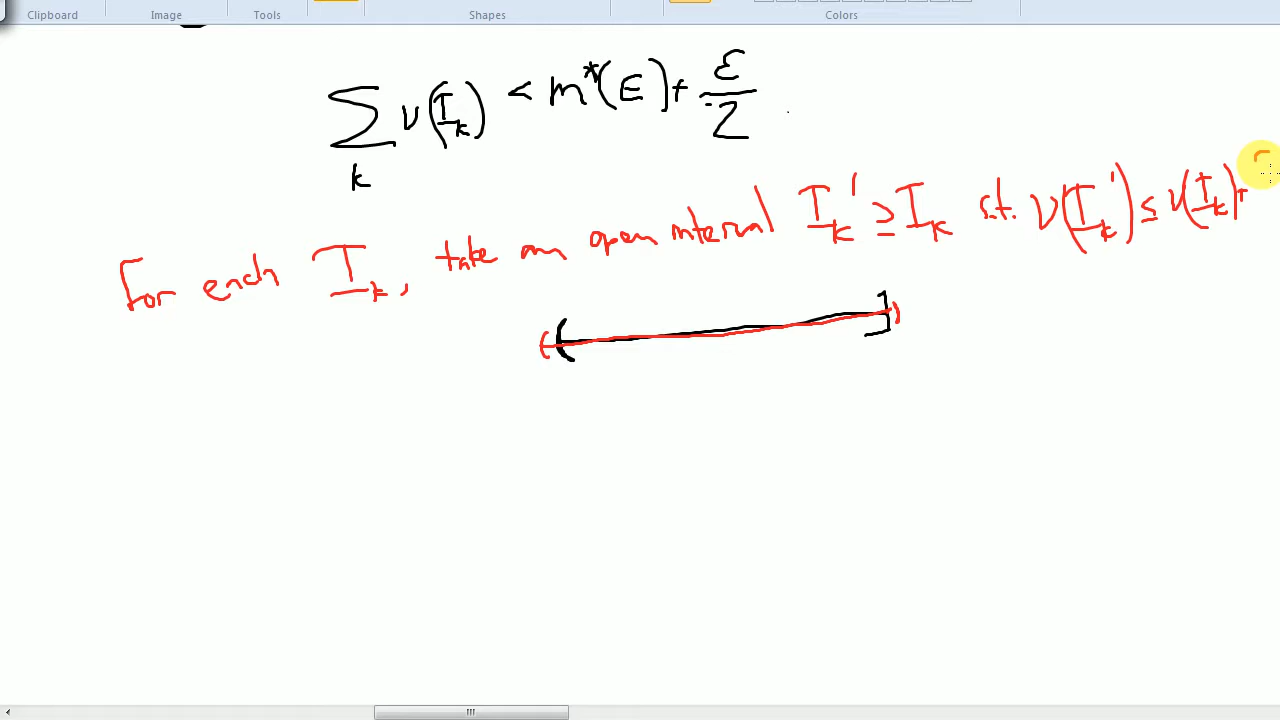 Clipboard Image Tools Shapes Colors
∑ ν(I_k) < m*(E) + ε/2
k
For each I_k, take an open interval I_k' ⊇ I_k s.t. ν(I_k') ≤ ν(I_k) +